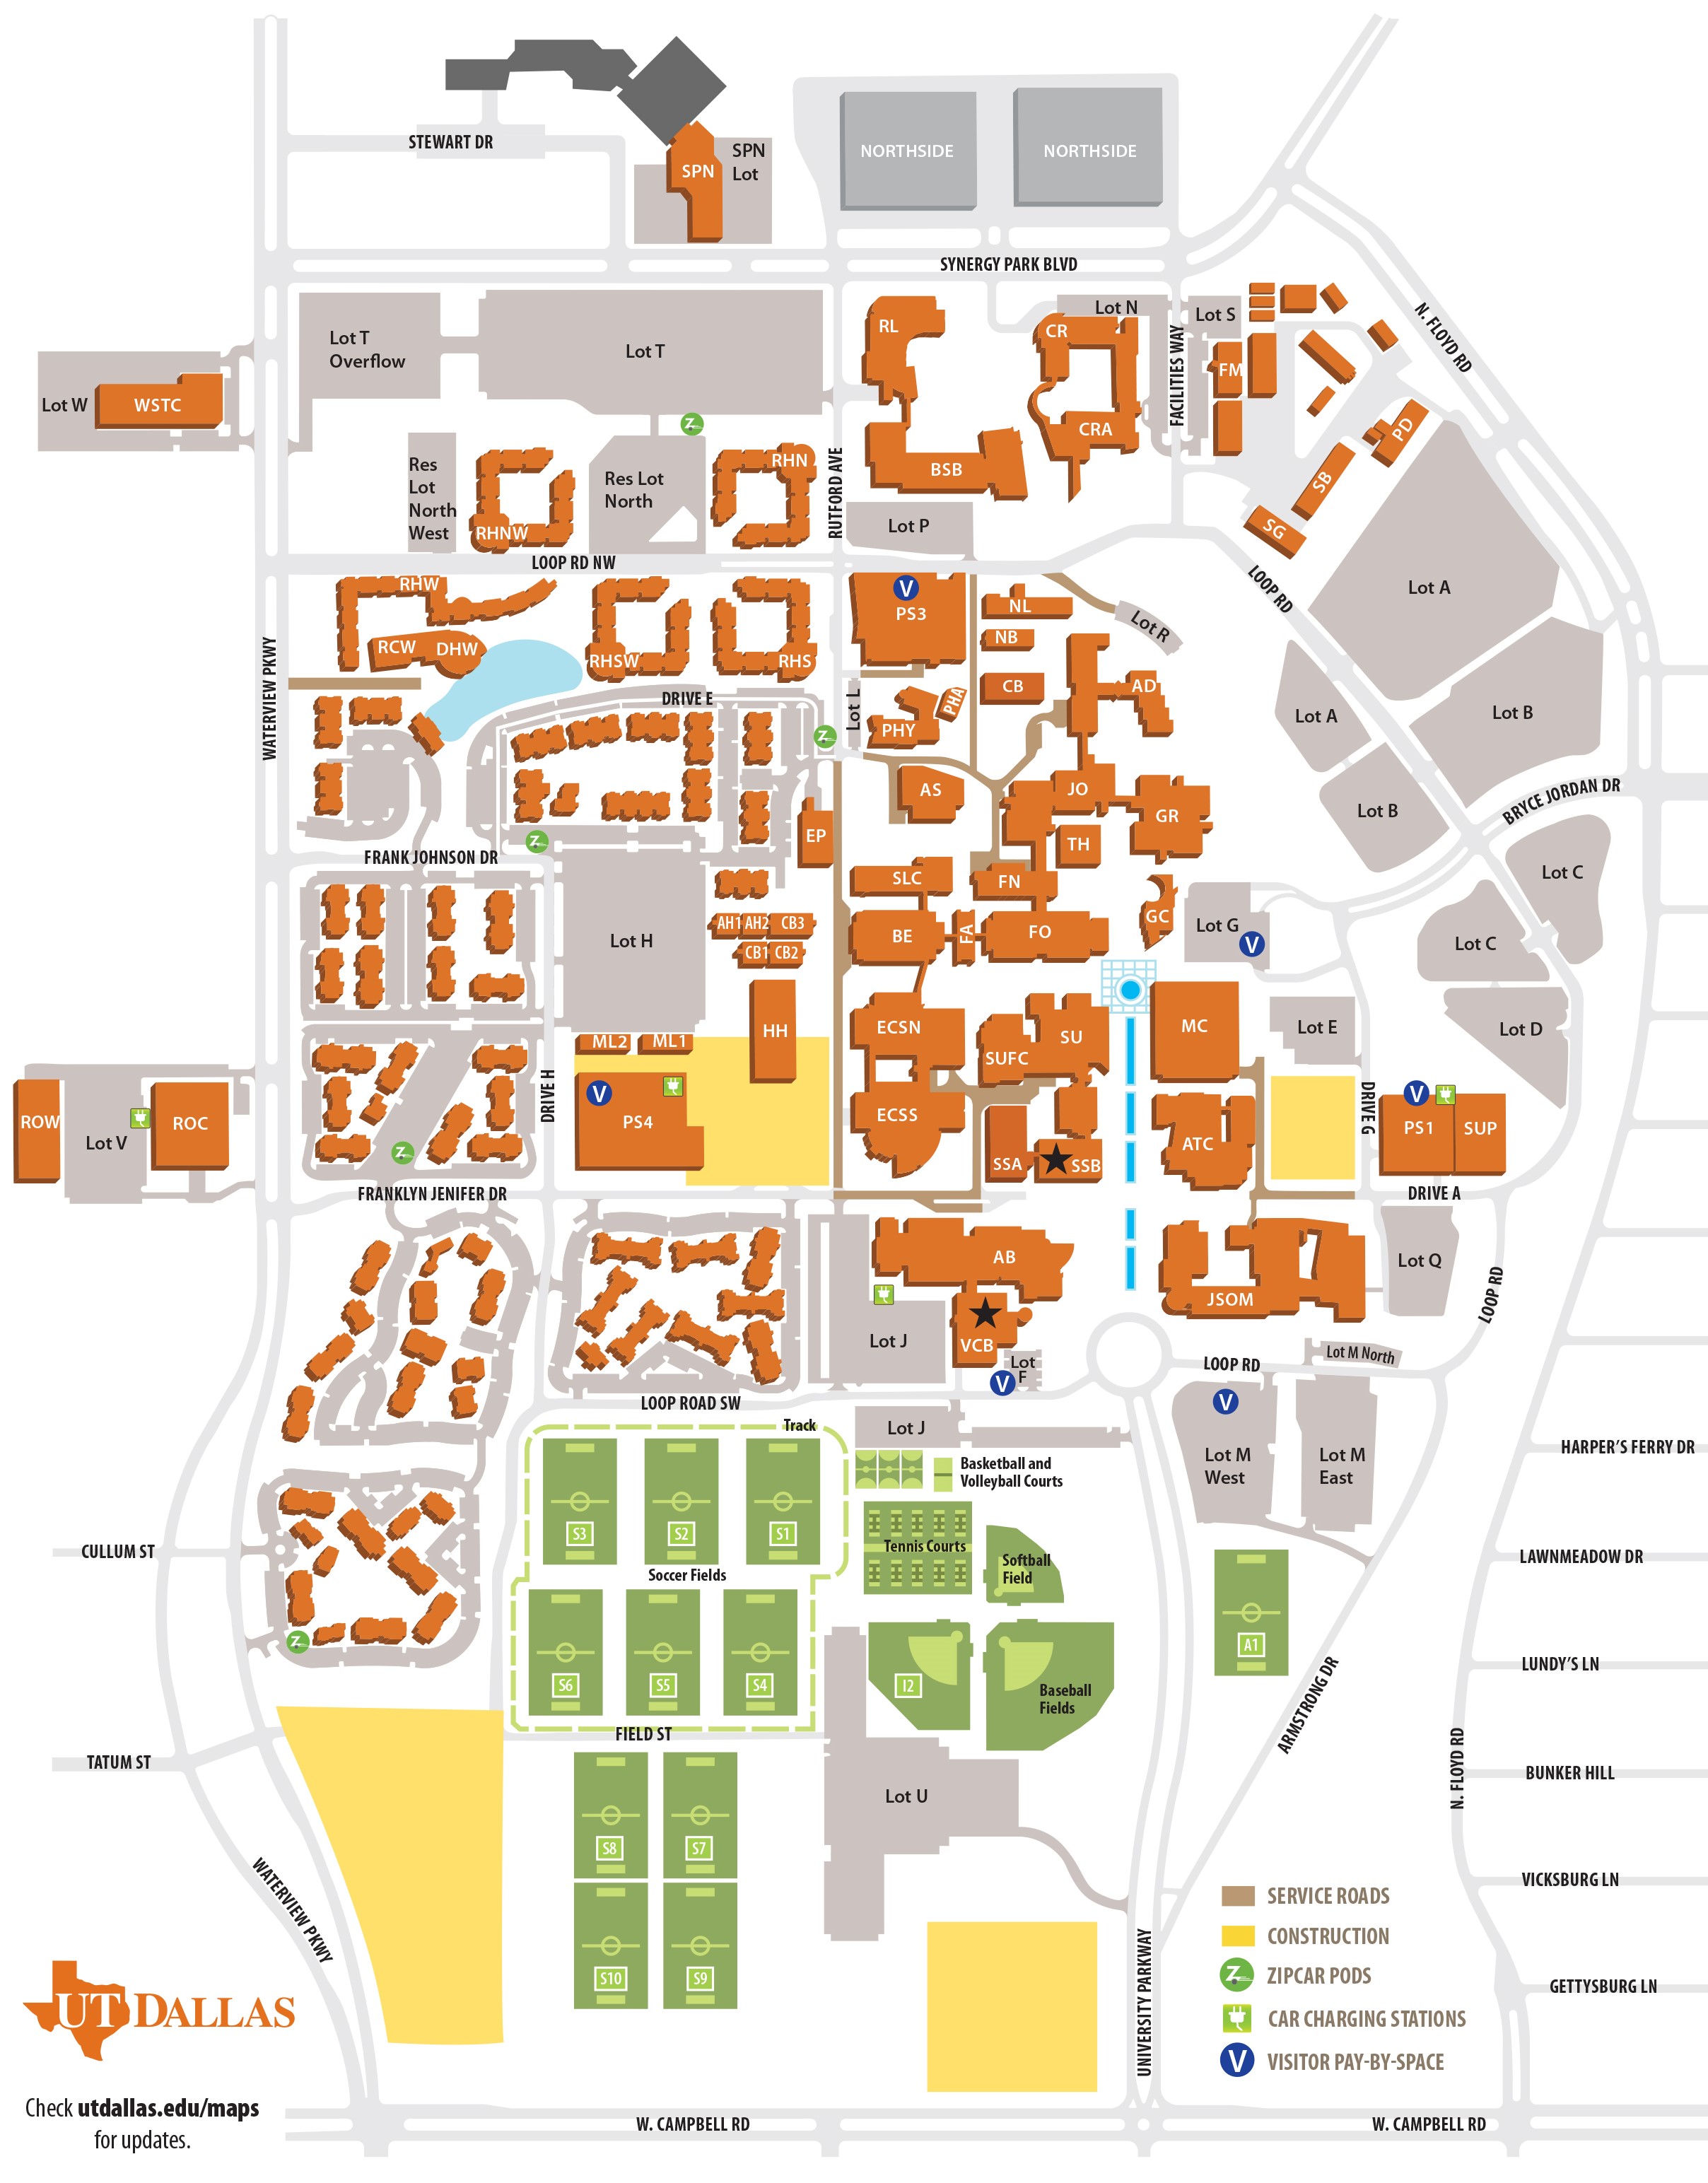 STEWART DR
SPN
SPN
Lot
NORTHSIDE
NORTHSIDE
SYNERGY PARK BLVD
N. FLOYD RD
Lot T
Overflow
Lot T
RL
CR
Lot N
Lot S
FACILITIES WAY
FM
Lot W
WSTC
CRA
PD
Res
Lot
North
West
RHNW
Res Lot
North
RHN
RUTFORD AVE
BSB
SB
SG
Lot P
LOOP RD NW
LOOP RD
Lot A
RHW
RCW
DHW
RHSW
RHS
PS3
V
NL
NB
Lot R
WATERVIEW PKWY
DRIVE E
Lot L
PHY
PHA
CB
AD
Lot A
Lot B
AS
JO
GR
TH
Lot B
BRYCE JORDAN DR
EP
FRANK JOHNSON DR
SLC
FN
Lot C
Lot H
AH1
AH2
CB3
CB1
CB2
BE
FA
FO
GC
Lot G
V
Lot C
HH
ECSN
SUFC
SU
MC
Lot E
Lot D
ML2
ML1
ROW
Lot V
ROC
DRIVE H
V
PS4
ECSS
SSA
SSB
ATC
DRIVE G
V
PS1
SUP
FRANKLYN JENIFER DR
DRIVE A
AB
Lot J
VCB
Lot
F
V
JSOM
Lot Q
LOOP RD
LOOP RD
Lot M North
LOOP ROAD SW
Track
Lot J
V
Lot M
West
Lot M
East
HARPER'S FERRY DR
Basketball and
Volleyball Courts
S3
S2
S1
Tennis Courts
Softball
Field
CULLUM ST
LAWNMEADOW DR
Soccer Fields
A1
S6
S5
S4
I2
Baseball
Fields
LUNDY'S LN
FIELD ST
ARMSTRONG DR
TATUM ST
N. FLOYD RD
BUNKER HILL
Lot U
S8
S7
VICKSBURG LN
WATERVIEW PKWY
S10
S9
UNIVERSITY PARKWAY
GETTYSBURG LN
SERVICE ROADS
CONSTRUCTION
Z ZIPCAR PODS
CAR CHARGING STATIONS
V VISITOR PAY-BY-SPACE
UT DALLAS
Check utdallas.edu/maps
for updates.
W. CAMPBELL RD
W. CAMPBELL RD